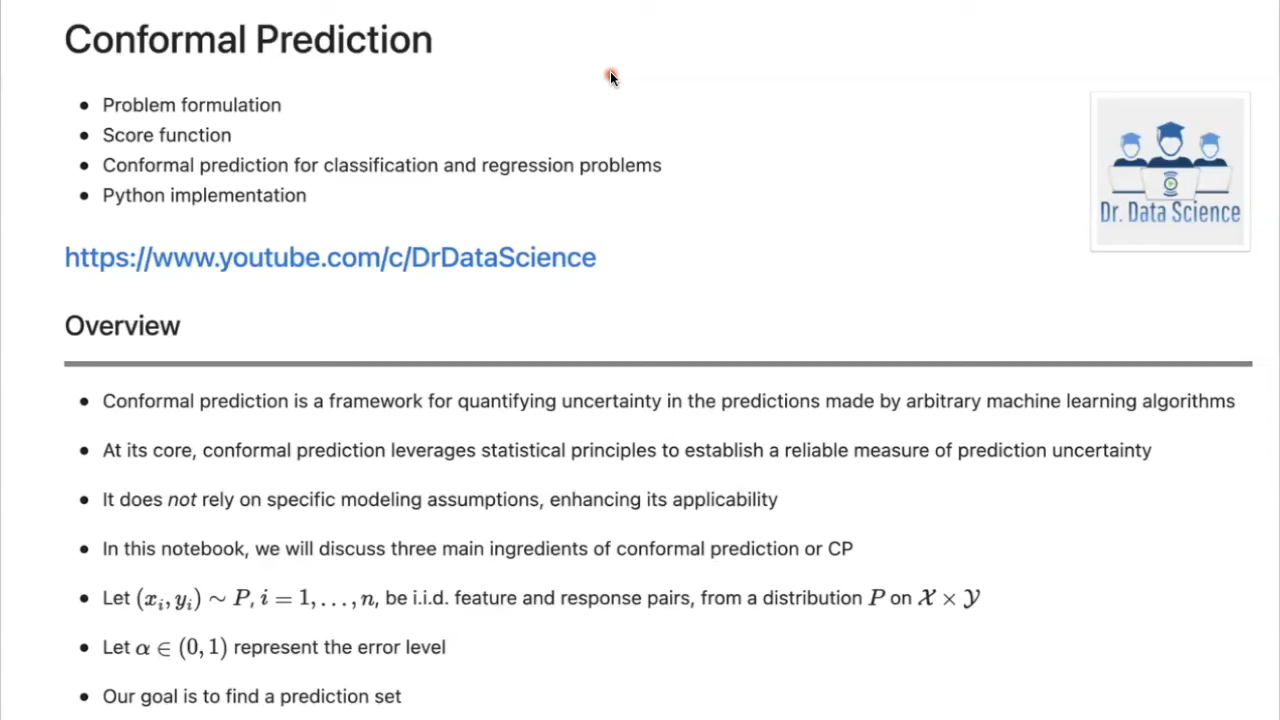 Conformal Prediction
• Problem formulation
• Score function
• Conformal prediction for classification and regression problems
• Python implementation
Dr. Data Science
https://www.youtube.com/c/DrDataScience
Overview
• Conformal prediction is a framework for quantifying uncertainty in the predictions made by arbitrary machine learning algorithms
• At its core, conformal prediction leverages statistical principles to establish a reliable measure of prediction uncertainty
• It does not rely on specific modeling assumptions, enhancing its applicability
• In this notebook, we will discuss three main ingredients of conformal prediction or CP
• Let (xᵢ, yᵢ) ∼ P, i = 1, . . . , n, be i.i.d. feature and response pairs, from a distribution P on 𝒳 × 𝒴
• Let α ∈ (0, 1) represent the error level
• Our goal is to find a prediction set